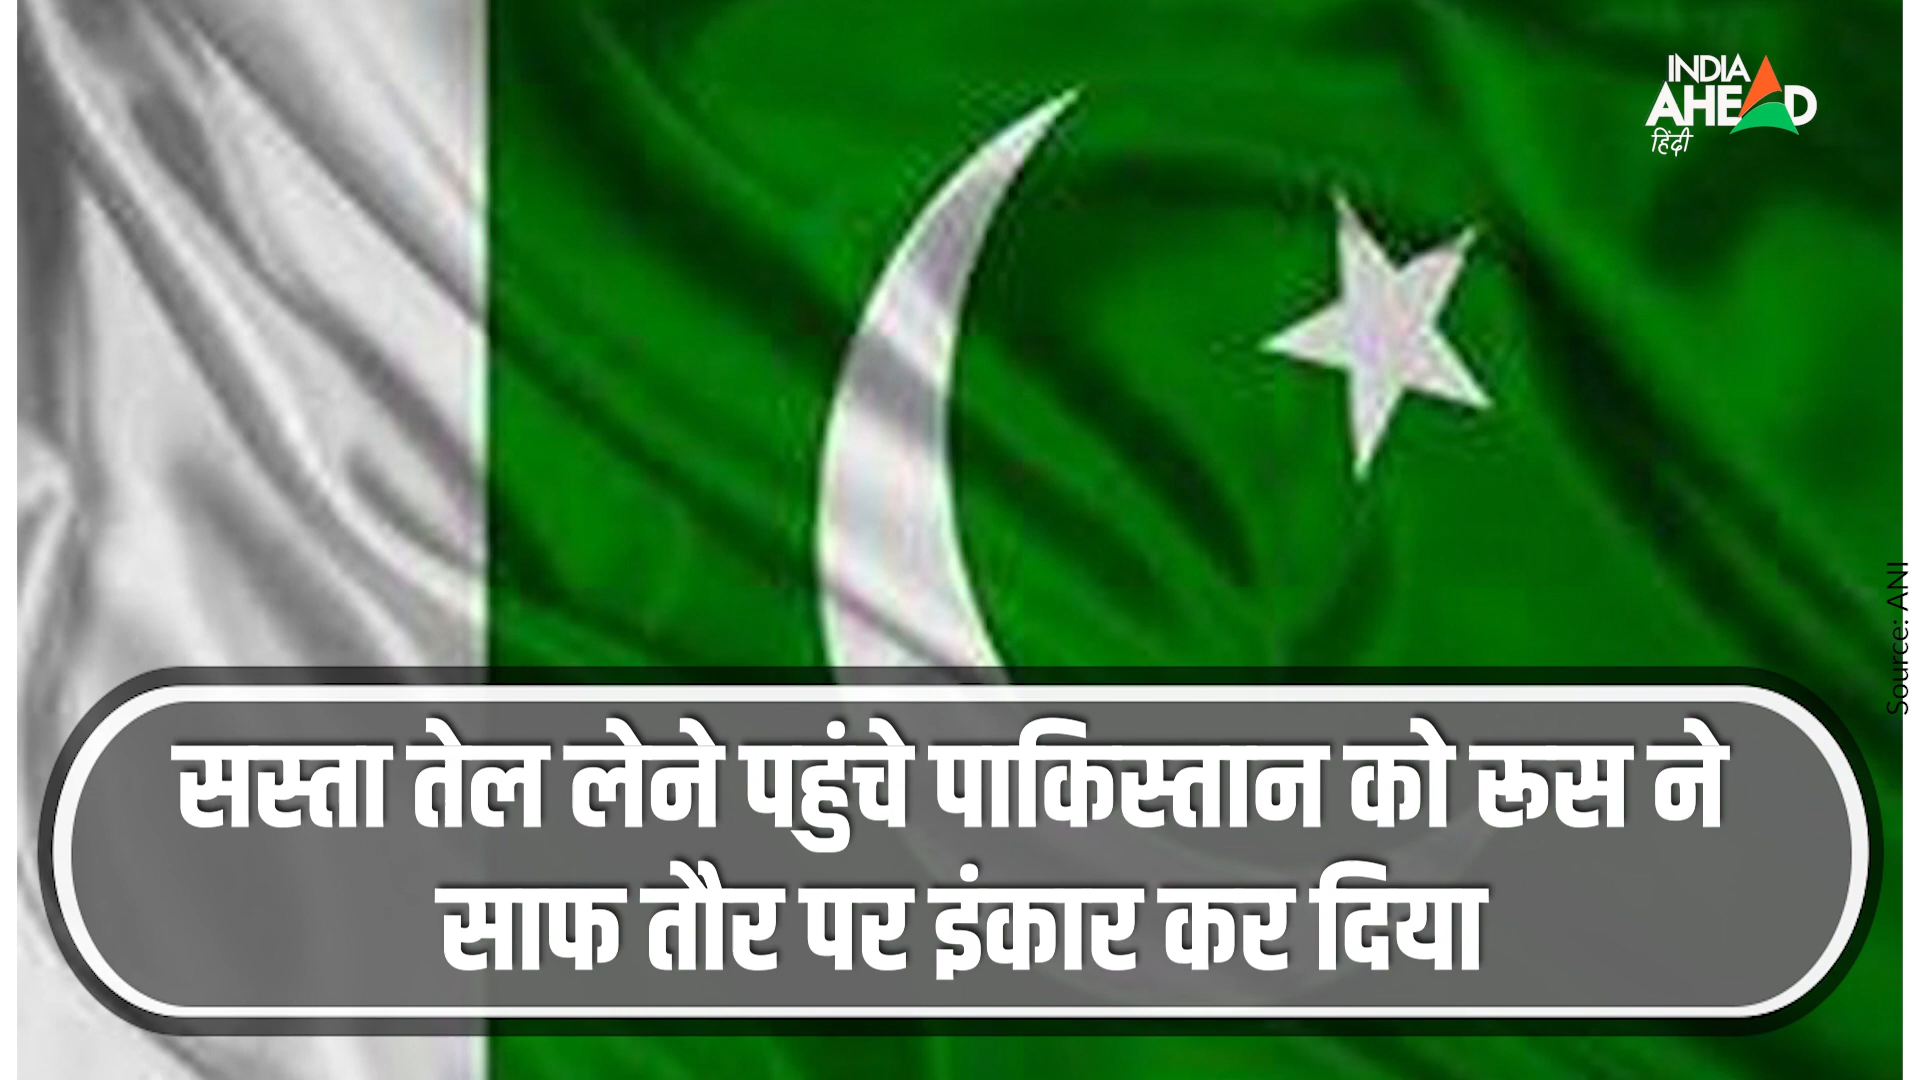 INDIA
AHEAD
हिंदी
Source: ANI
सस्ता तेल लेने पहुंचे पाकिस्तान को रूस ने
साफ तौर पर इंकार कर दिया